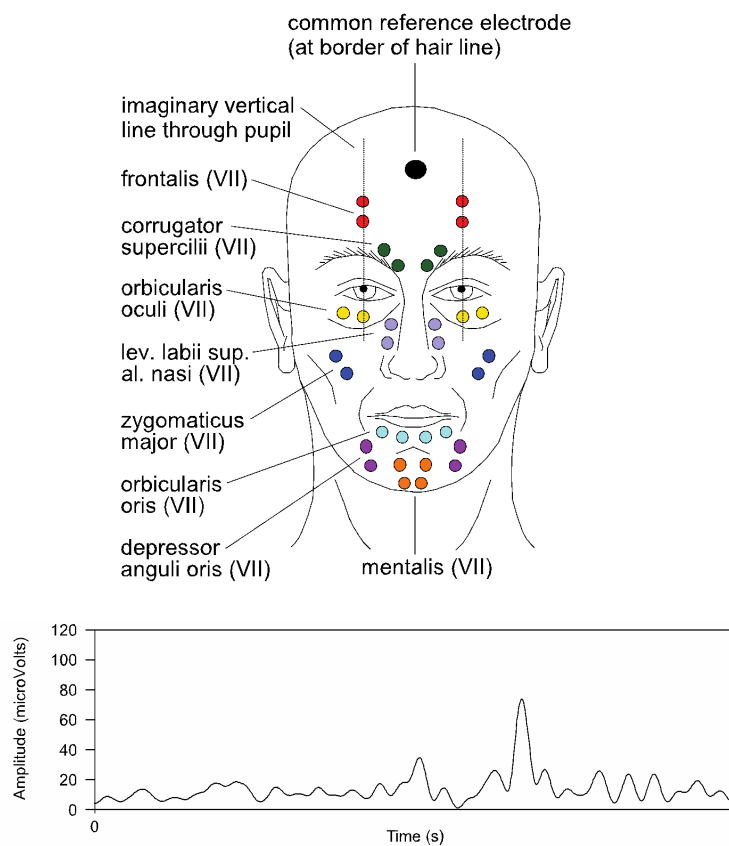 common reference electrode
(at border of hair line)
imaginary vertical
line through pupil
frontalis (VII)
corrugator
supercilii (VII)
orbicularis
oculi (VII)
lev. labii sup.
al. nasi (VII)
zygomaticus
major (VII)
orbicularis
oris (VII)
depressor
anguli oris (VII)
mentalis (VII)
Amplitude (microVolts)
120
100
80
60
40
20
0
0
Time (s)